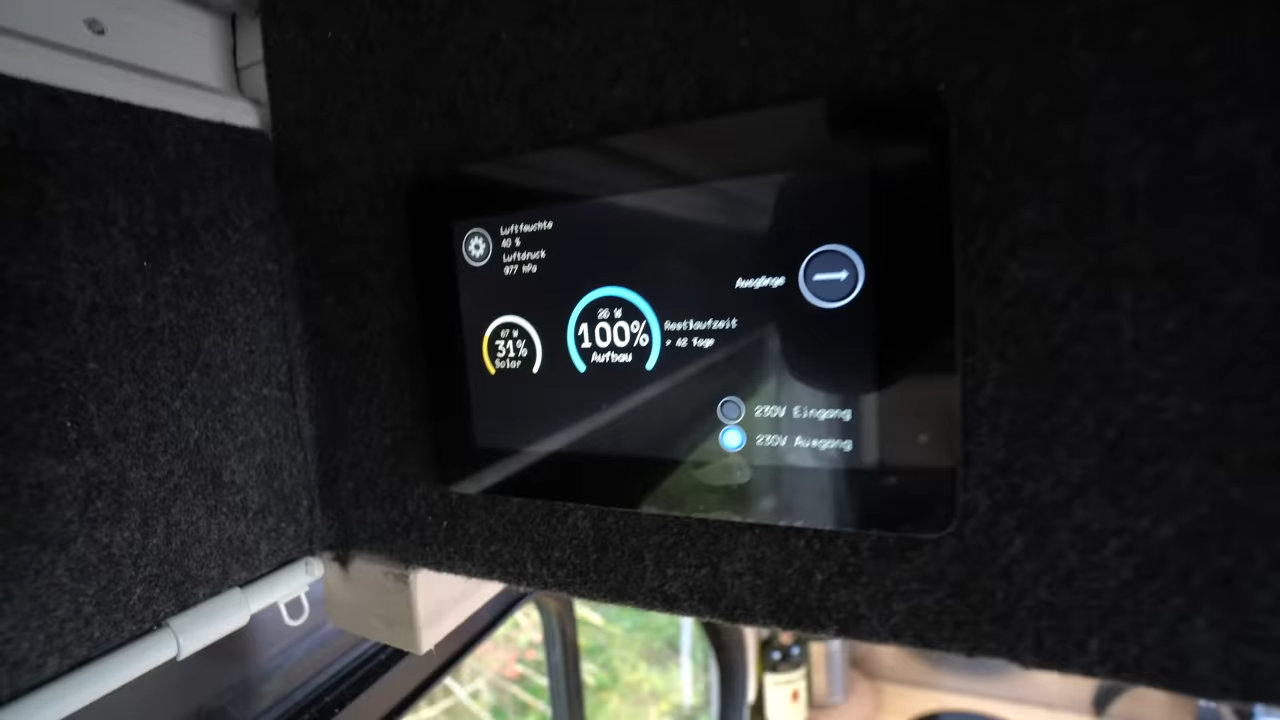 Luftfeuchte
40 %
Luftdruck
977 hPa
Ausgänge
67 W
31%
Solar
26 W
100%
Aufbau
Restlaufzeit
> 42 Tage
230V Eingang
230V Ausgang